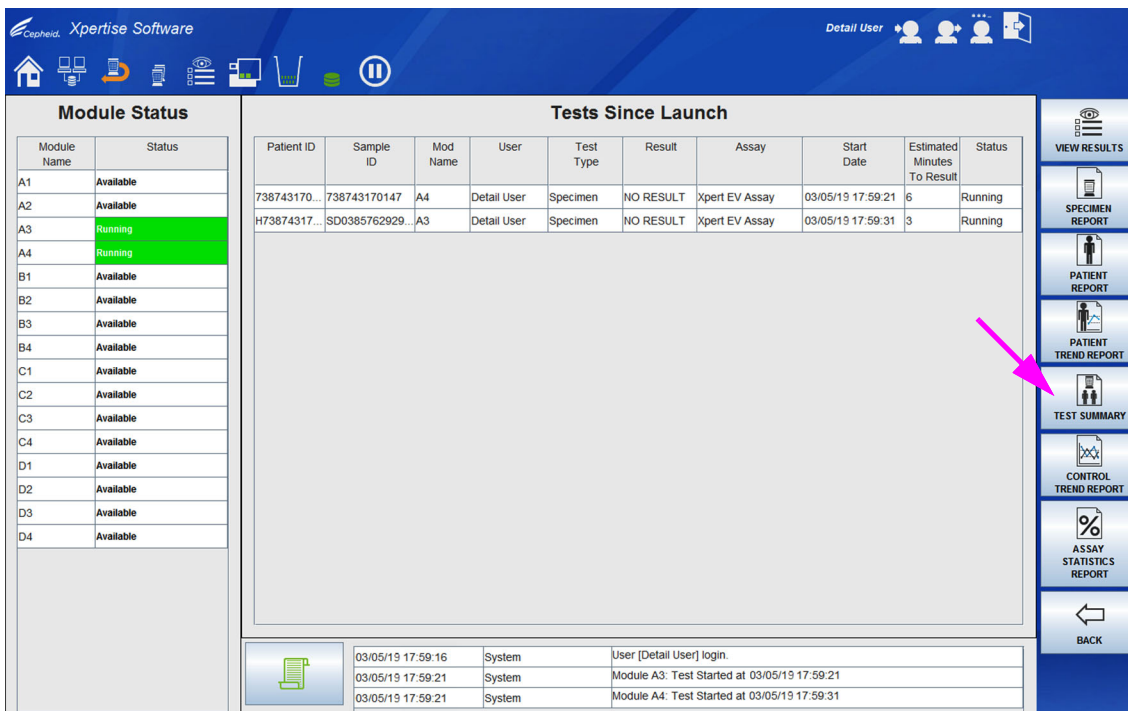 Cepheid. Xpertise Software
Detail User
Module Status
Module Name Status
A1 Available
A2 Available
A3 Running
A4 Running
B1 Available
B2 Available
B3 Available
B4 Available
C1 Available
C2 Available
C3 Available
C4 Available
D1 Available
D2 Available
D3 Available
D4 Available
Tests Since Launch
Patient ID Sample ID Mod Name User Test Type Result Assay Start Date Estimated Minutes To Result Status
738743170... 738743170147 A4 Detail User Specimen NO RESULT Xpert EV Assay 03/05/19 17:59:21 6 Running
H73874317... SD0385762929... A3 Detail User Specimen NO RESULT Xpert EV Assay 03/05/19 17:59:31 3 Running
03/05/19 17:59:16 System User [Detail User] login.
03/05/19 17:59:21 System Module A3: Test Started at 03/05/19 17:59:21
03/05/19 17:59:21 System Module A4: Test Started at 03/05/19 17:59:31
VIEW RESULTS
SPECIMEN
REPORT
PATIENT
REPORT
PATIENT
TREND REPORT
TEST SUMMARY
CONTROL
TREND REPORT
%
ASSAY
STATISTICS
REPORT
BACK